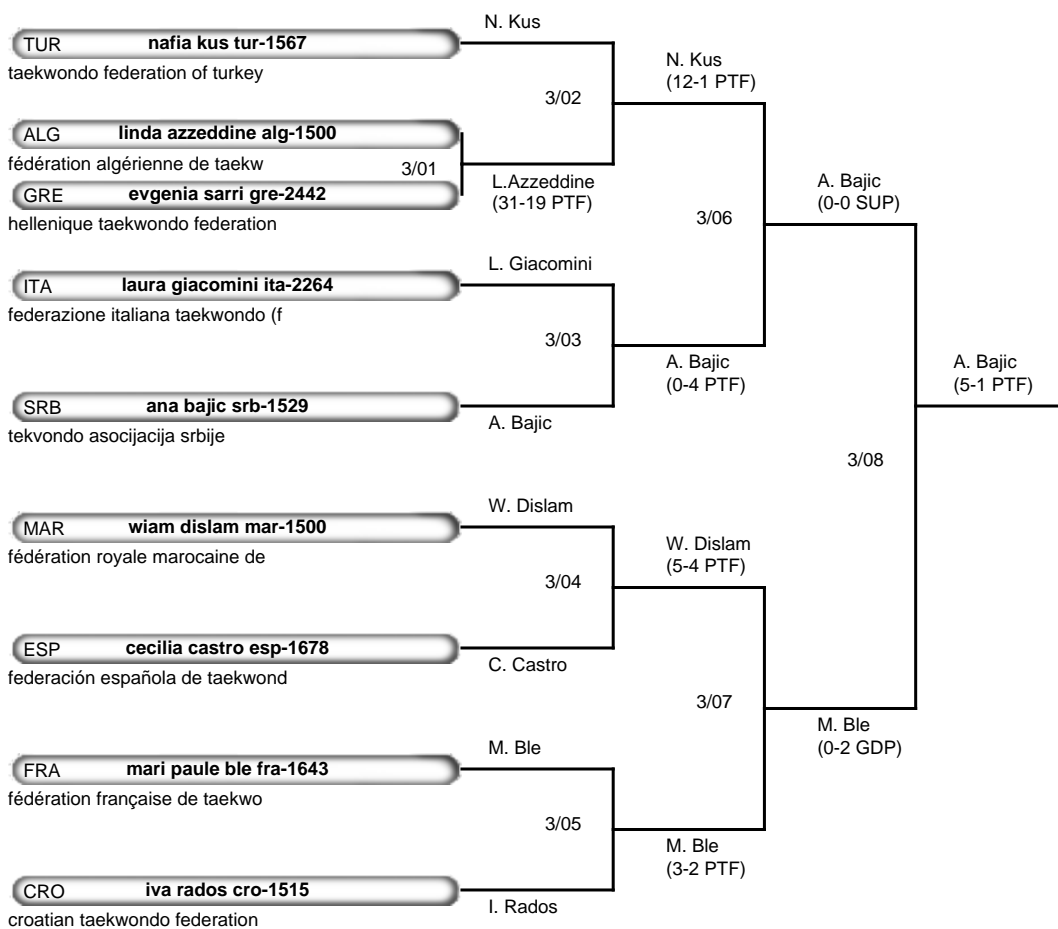 N. Kus
TUR nafia kus tur-1567
taekwondo federation of turkey
N. Kus
(12-1 PTF)
3/02
ALG linda azzeddine alg-1500
fédération algérienne de taekw
3/01
L.Azzeddine
(31-19 PTF)
GRE evgenia sarri gre-2442
hellenique taekwondo federation
A. Bajic
(0-0 SUP)
3/06
L. Giacomini
ITA laura giacomini ita-2264
federazione italiana taekwondo (f
3/03
A. Bajic
(0-4 PTF)
A. Bajic
(5-1 PTF)
SRB ana bajic srb-1529
tekvondo asocijacija srbije
A. Bajic
3/08
W. Dislam
MAR wiam dislam mar-1500
fédération royale marocaine de
W. Dislam
(5-4 PTF)
3/04
ESP cecilia castro esp-1678
federación española de taekwond
C. Castro
3/07
M. Ble
(0-2 GDP)
M. Ble
FRA mari paule ble fra-1643
fédération française de taekwo
3/05
M. Ble
(3-2 PTF)
CRO iva rados cro-1515
croatian taekwondo federation
I. Rados